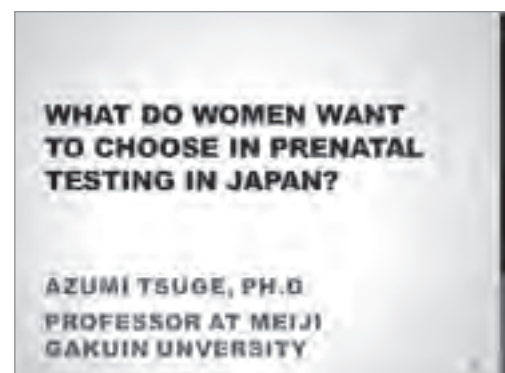 WHAT DO WOMEN WANT
TO CHOOSE IN PRENATAL
TESTING IN JAPAN?
AZUMI TSUGE, PH.D
PROFESSOR AT MEIJI
GAKUIN UNVERSITY